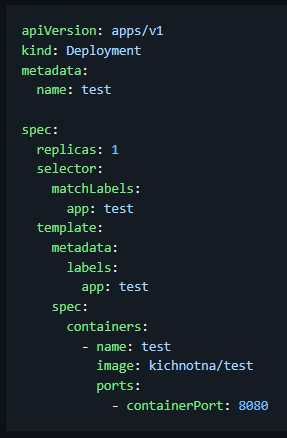 apiVersion: apps/v1
kind: Deployment
metadata:
  name: test

spec:
  replicas: 1
  selector:
    matchLabels:
      app: test
  template:
    metadata:
      labels:
        app: test
    spec:
      containers:
        - name: test
          image: kichnotna/test
          ports:
            - containerPort: 8080